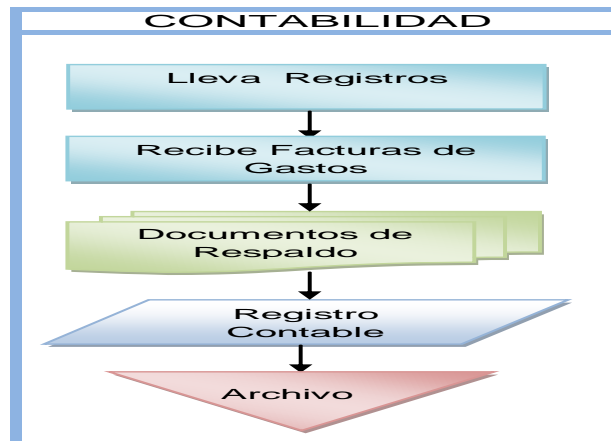 CONTABILIDAD
Lleva Registros
Recibe Facturas de
Gastos
Documentos de
Respaldo
Registro
Contable
Archivo